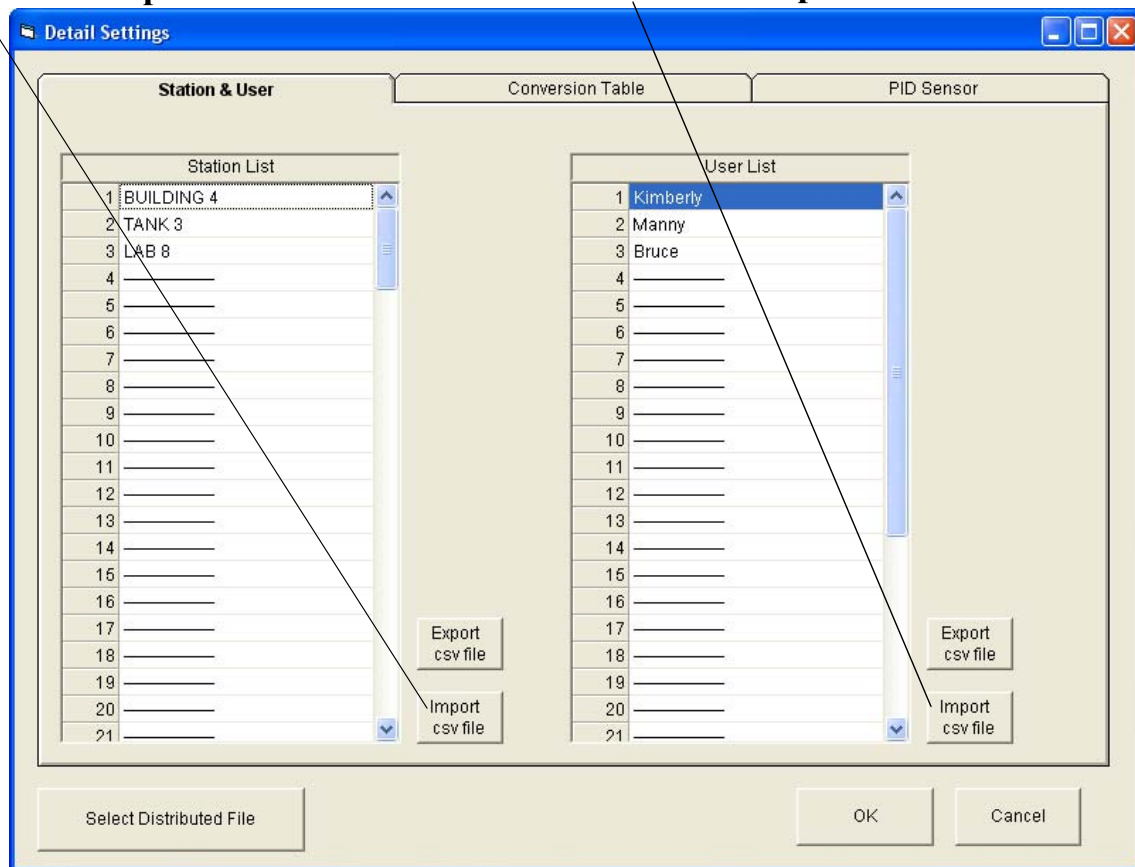 Detail Settings
Station & User
Conversion Table
PID Sensor
Station List
1 BUILDING 4
2 TANK 3
3 LAB 8
4
5
6
7
8
9
10
11
12
13
14
15
16
17
18
19
20
21
Export
csv file
Import
csv file
User List
1 Kimberly
2 Manny
3 Bruce
4
5
6
7
8
9
10
11
12
13
14
15
16
17
18
19
20
21
Export
csv file
Import
csv file
Select Distributed File
OK
Cancel